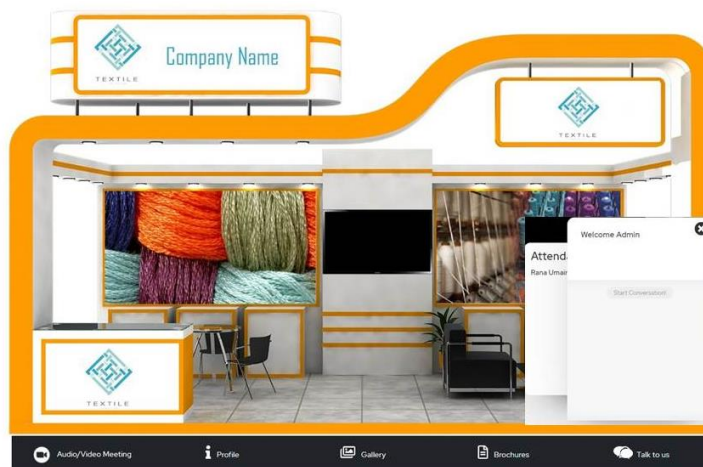 Company Name
TEXTILE
TEXTILE
Welcome Admin
Attend
Rana Umair
Start Conversation!
TEXTILE
Audio/Video Meeting
Profile
Gallery
Brochures
Talk to us